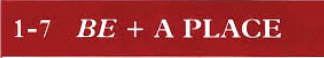 1-7 BE + A PLACE